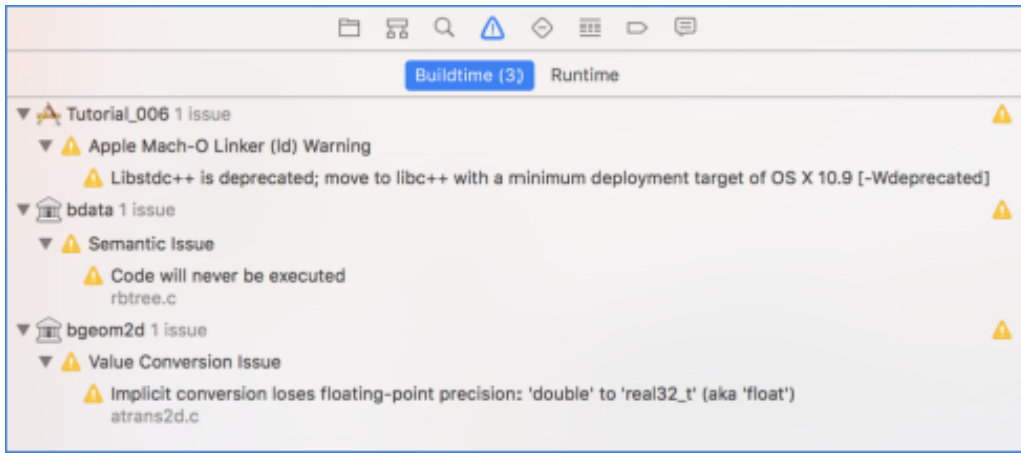 Buildtime (3) Runtime
Tutorial_006 1 issue
Apple Mach-O Linker (ld) Warning
Libstdc++ is deprecated; move to libc++ with a minimum deployment target of OS X 10.9 [-Wdeprecated]
bdata 1 issue
Semantic Issue
Code will never be executed
rbtree.c
bgeom2d 1 issue
Value Conversion Issue
Implicit conversion loses floating-point precision: 'double' to 'real32_t' (aka 'float')
atrans2d.c